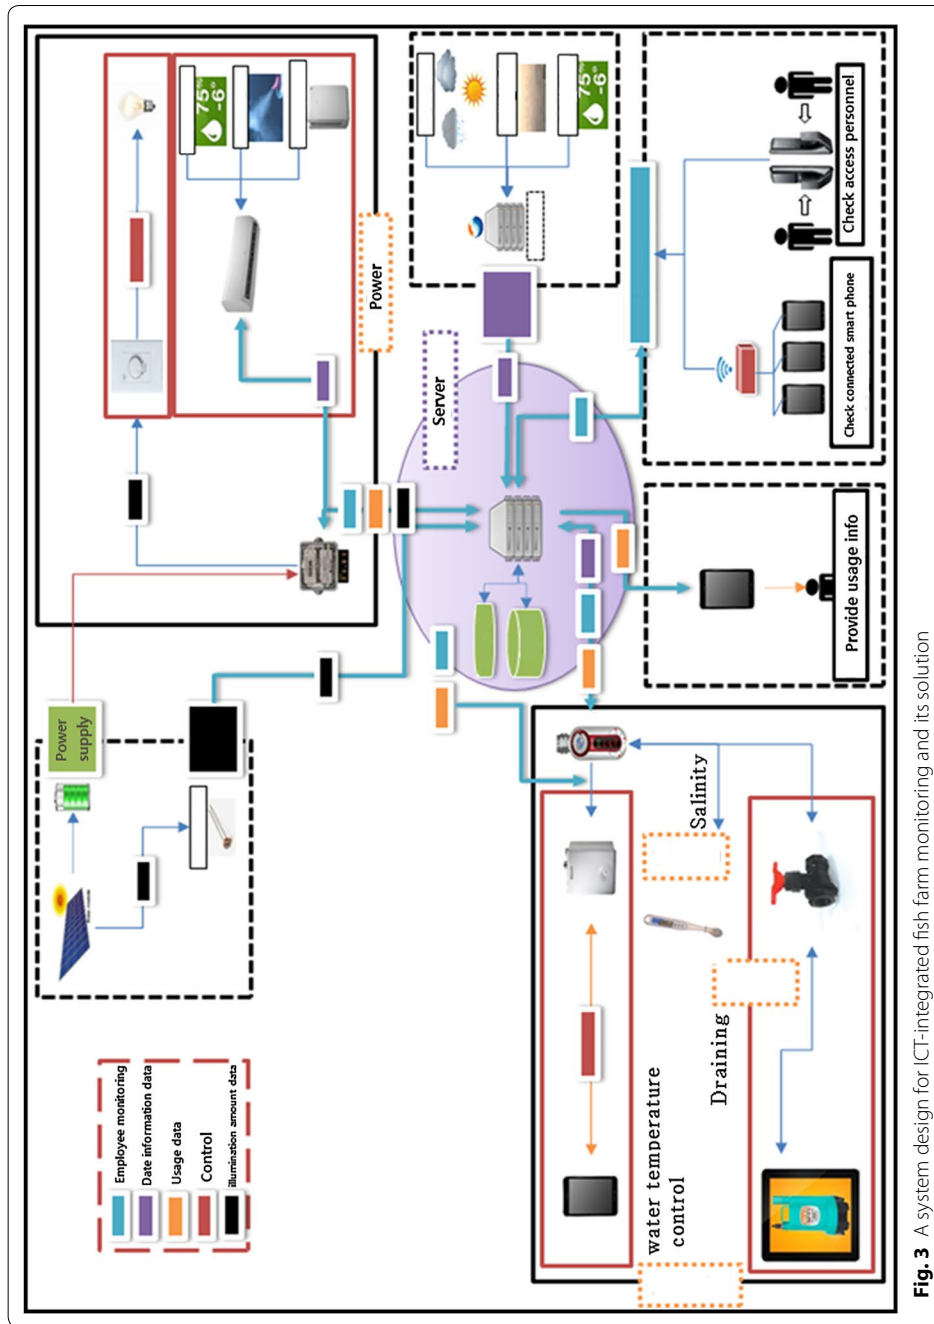 Employee monitoring
Date information data
Usage data
Control
illumination amount data
Power
supply
Power
75%
-6°
Server
75%
-6°
Check access personnel
Check connected smart phone
Provide usage info
water temperature
control
Draining
Salinity
Fig. 3 A system design for ICT-integrated fish farm monitoring and its solution